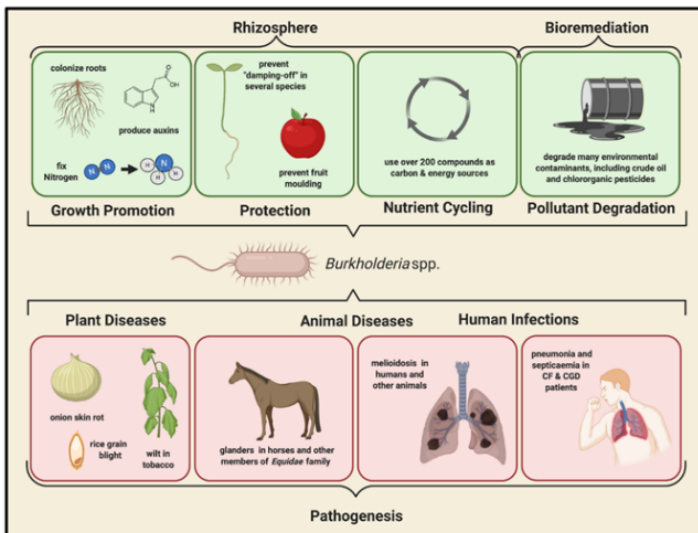 Rhizosphere
Bioremediation
colonize roots
OH
O
N
H
produce auxins
fix
Nitrogen
N N
H N H
H
Growth Promotion
prevent
"damping-off" in
several species
prevent fruit
moulding
Protection
use over 200 compounds as
carbon & energy sources
Nutrient Cycling
degrade many environmental
contaminants, including crude oil
and chlororganic pesticides
Pollutant Degradation
Burkholderia spp.
Plant Diseases
Animal Diseases
Human Infections
onion skin rot
rice grain
blight
wilt in
tobacco
glanders in horses and other
members of Equidae family
melioidosis in
humans and
other animals
pneumonia and
septicaemia in
CF & CGD
patients
Pathogenesis